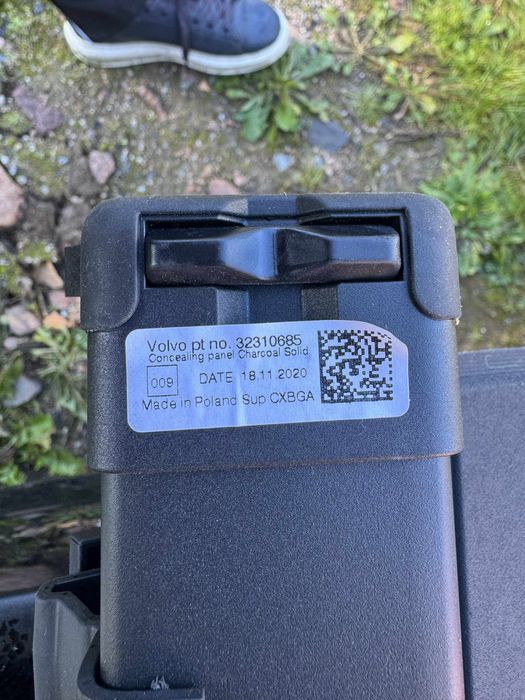 Volvo pt no. 32310685
Concealing panel Charcoal Solid
009 DATE 18.11.2020
Made in Poland Sup CXBGA